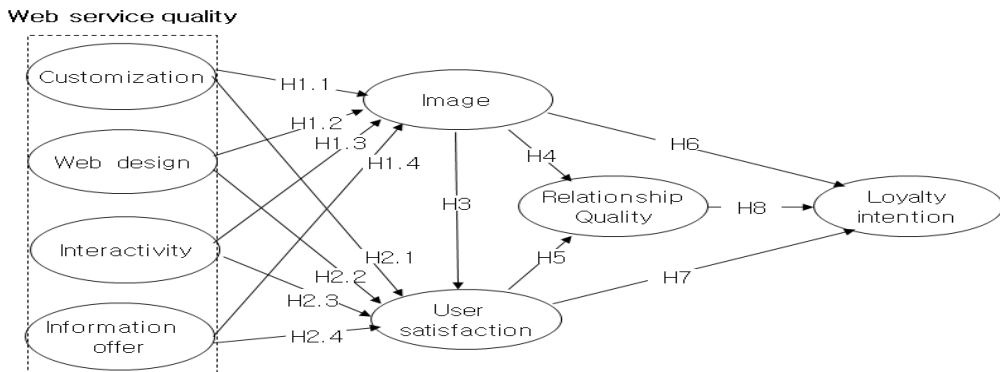 Web service quality
Customization
H1.1
Image
H1.2
H1.3
H6
Web design
H1.4
H4
H3
Relationship
Quality
H8
Loyalty
intention
Interactivity
H2.1
H5
H2.2
H7
H2.3
Information
offer
H2.4
User
satisfaction